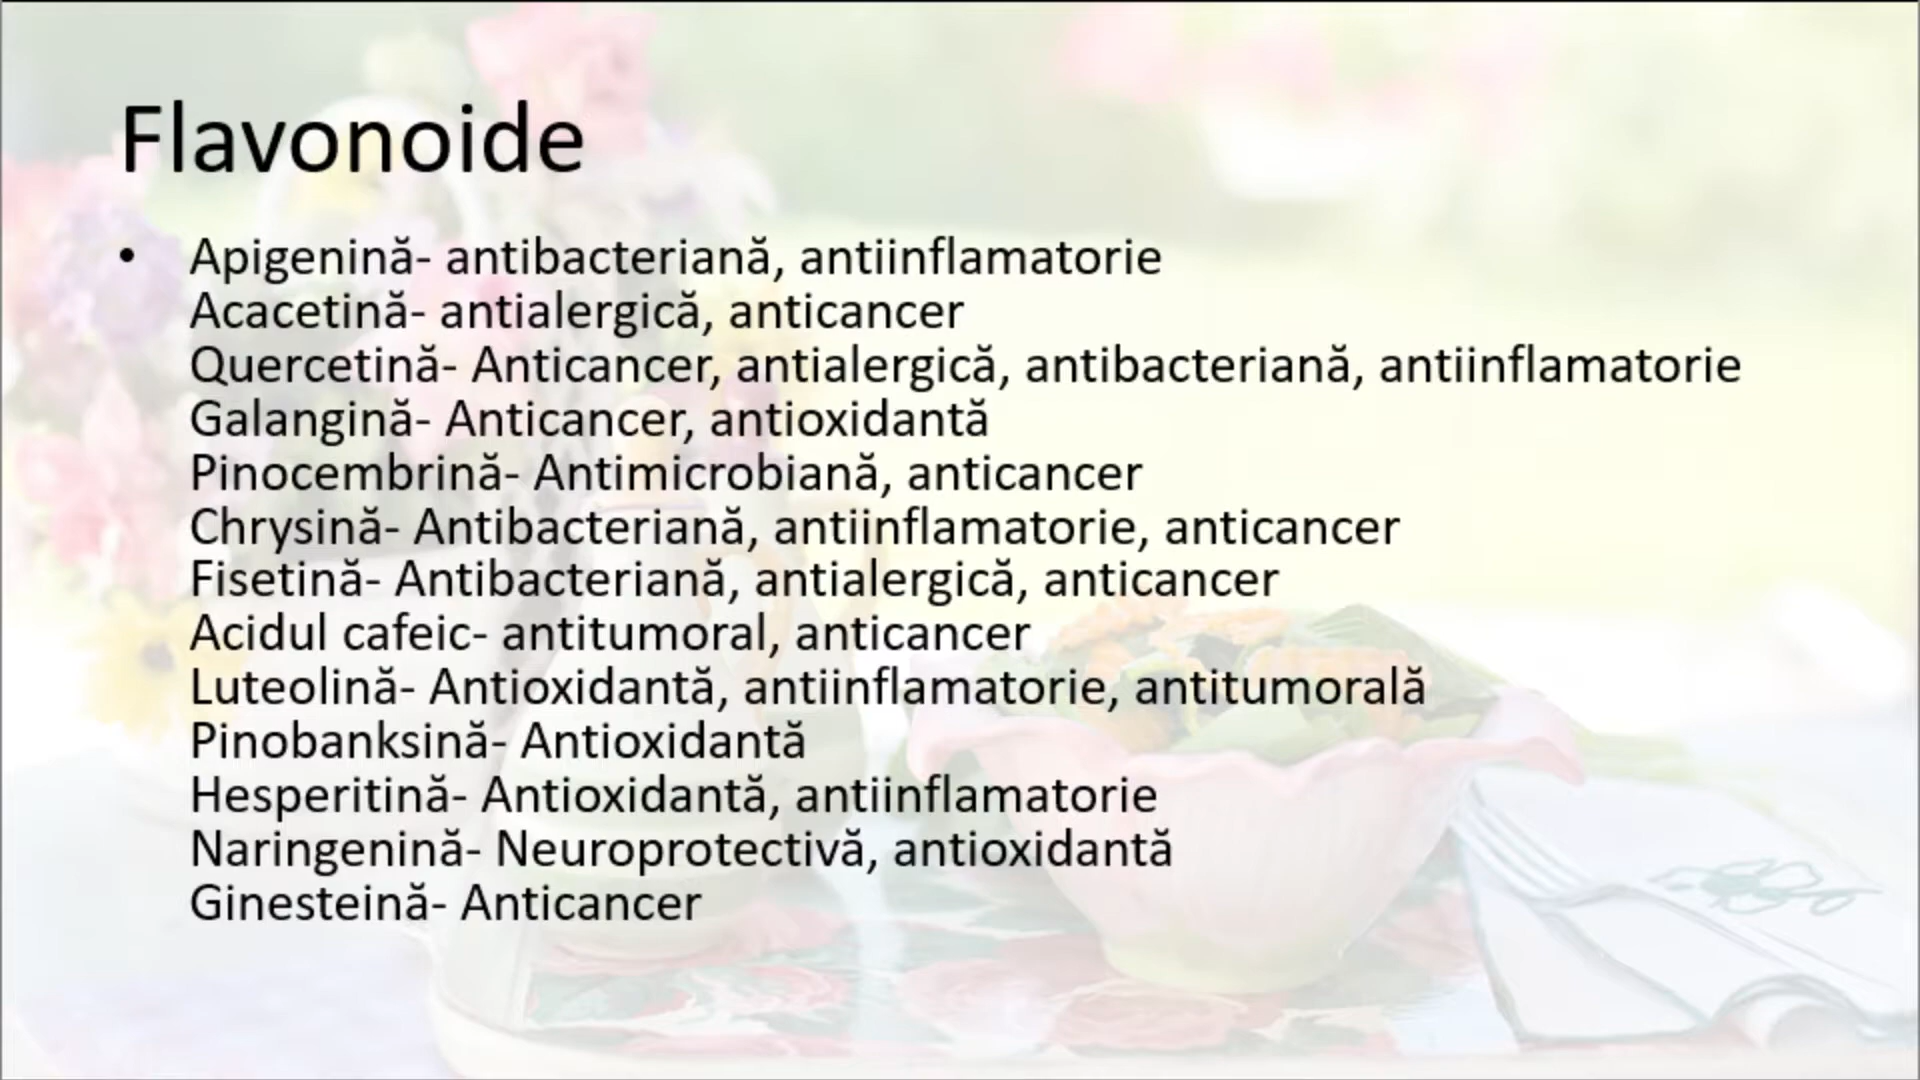 Flavonoide
• Apigenină- antibacteriană, antiinflamatorie
Acacetină- antialergică, anticancer
Quercetină- Anticancer, antialergică, antibacteriană, antiinflamatorie
Galangină- Anticancer, antioxidantă
Pinocembrină- Antimicrobiană, anticancer
Chrysină- Antibacteriană, antiinflamatorie, anticancer
Fisetină- Antibacteriană, antialergică, anticancer
Acidul cafeic- antitumoral, anticancer
Luteolină- Antioxidantă, antiinflamatorie, antitumorală
Pinobanksină- Antioxidantă
Hesperitină- Antioxidantă, antiinflamatorie
Naringenină- Neuroprotectivă, antioxidantă
Ginesteină- Anticancer